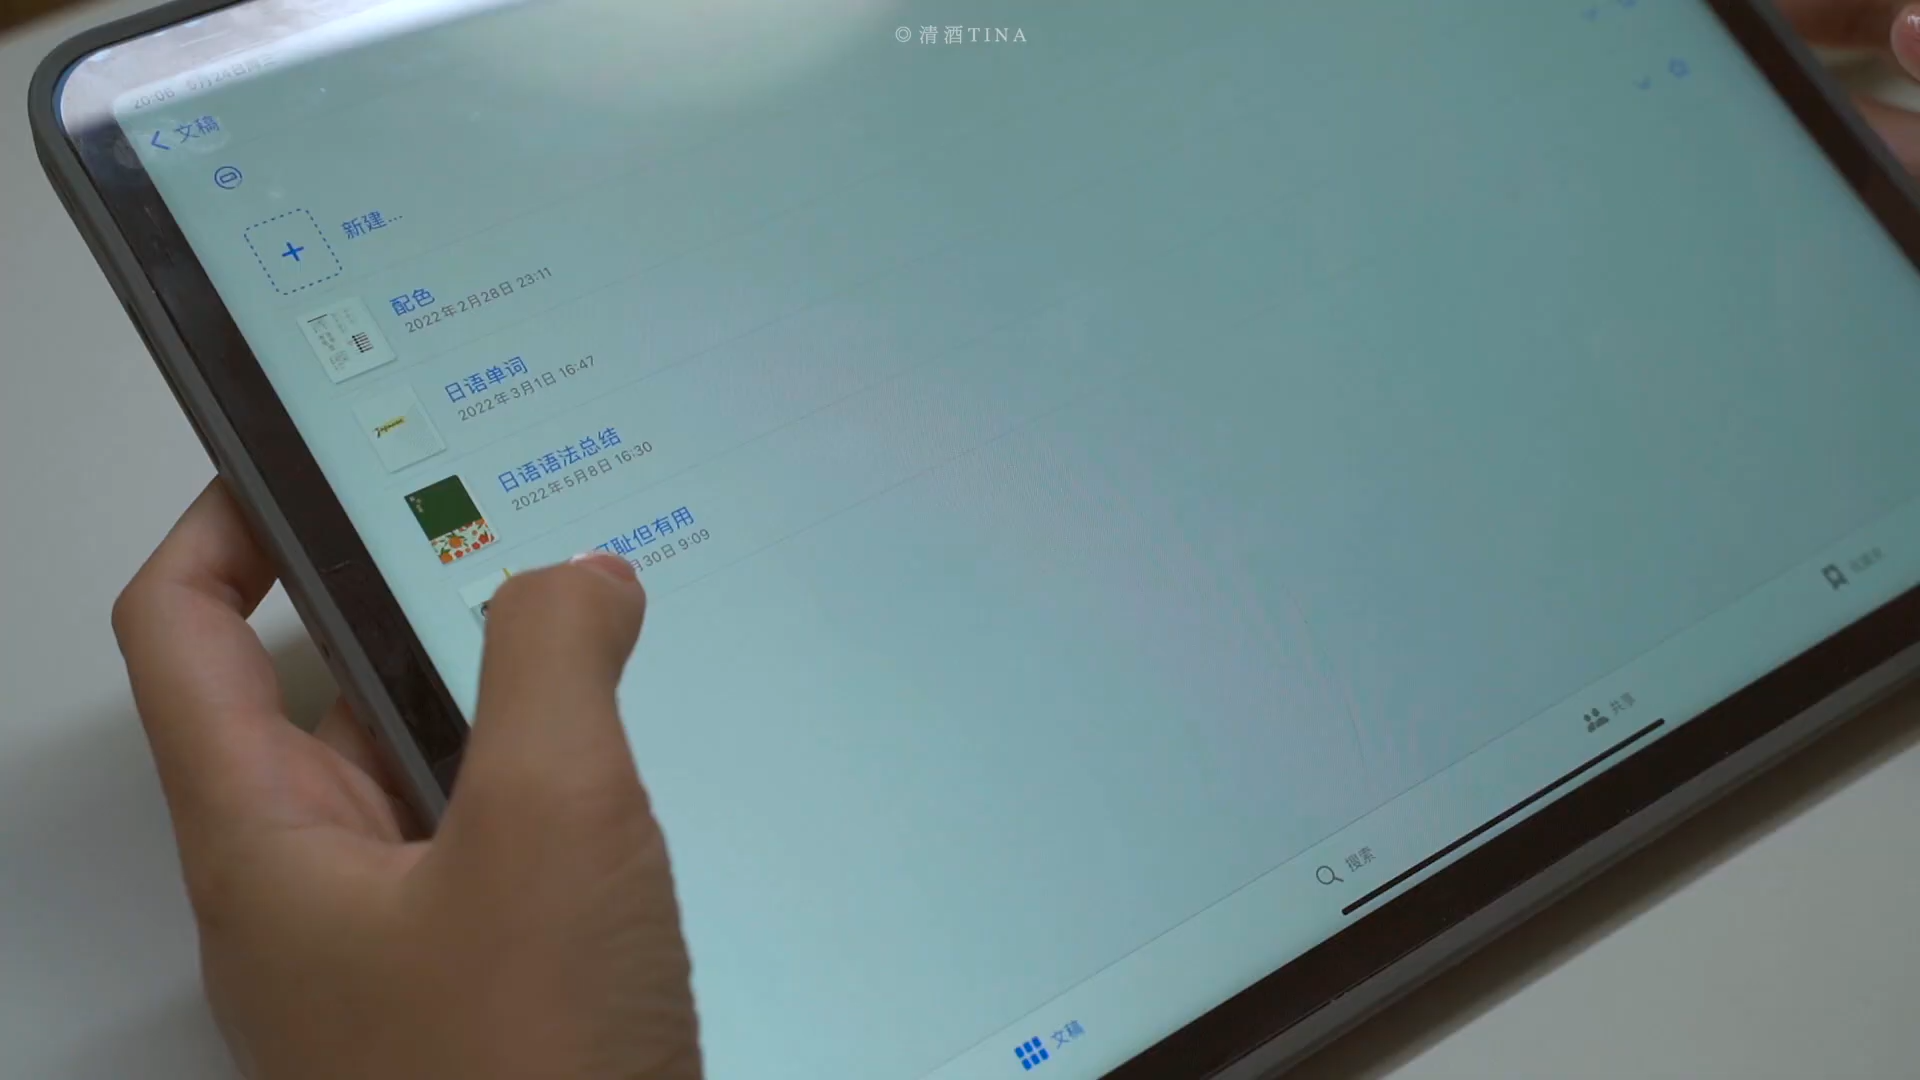 ◎清酒TINA
20:06
文稿
新建...
配色
2022年2月28日 23:11
日语单词
2022年3月1日 16:47
日语语法总结
2022年5月8日 16:30
耻但有用
月30日 9:09
共享
搜索
文稿